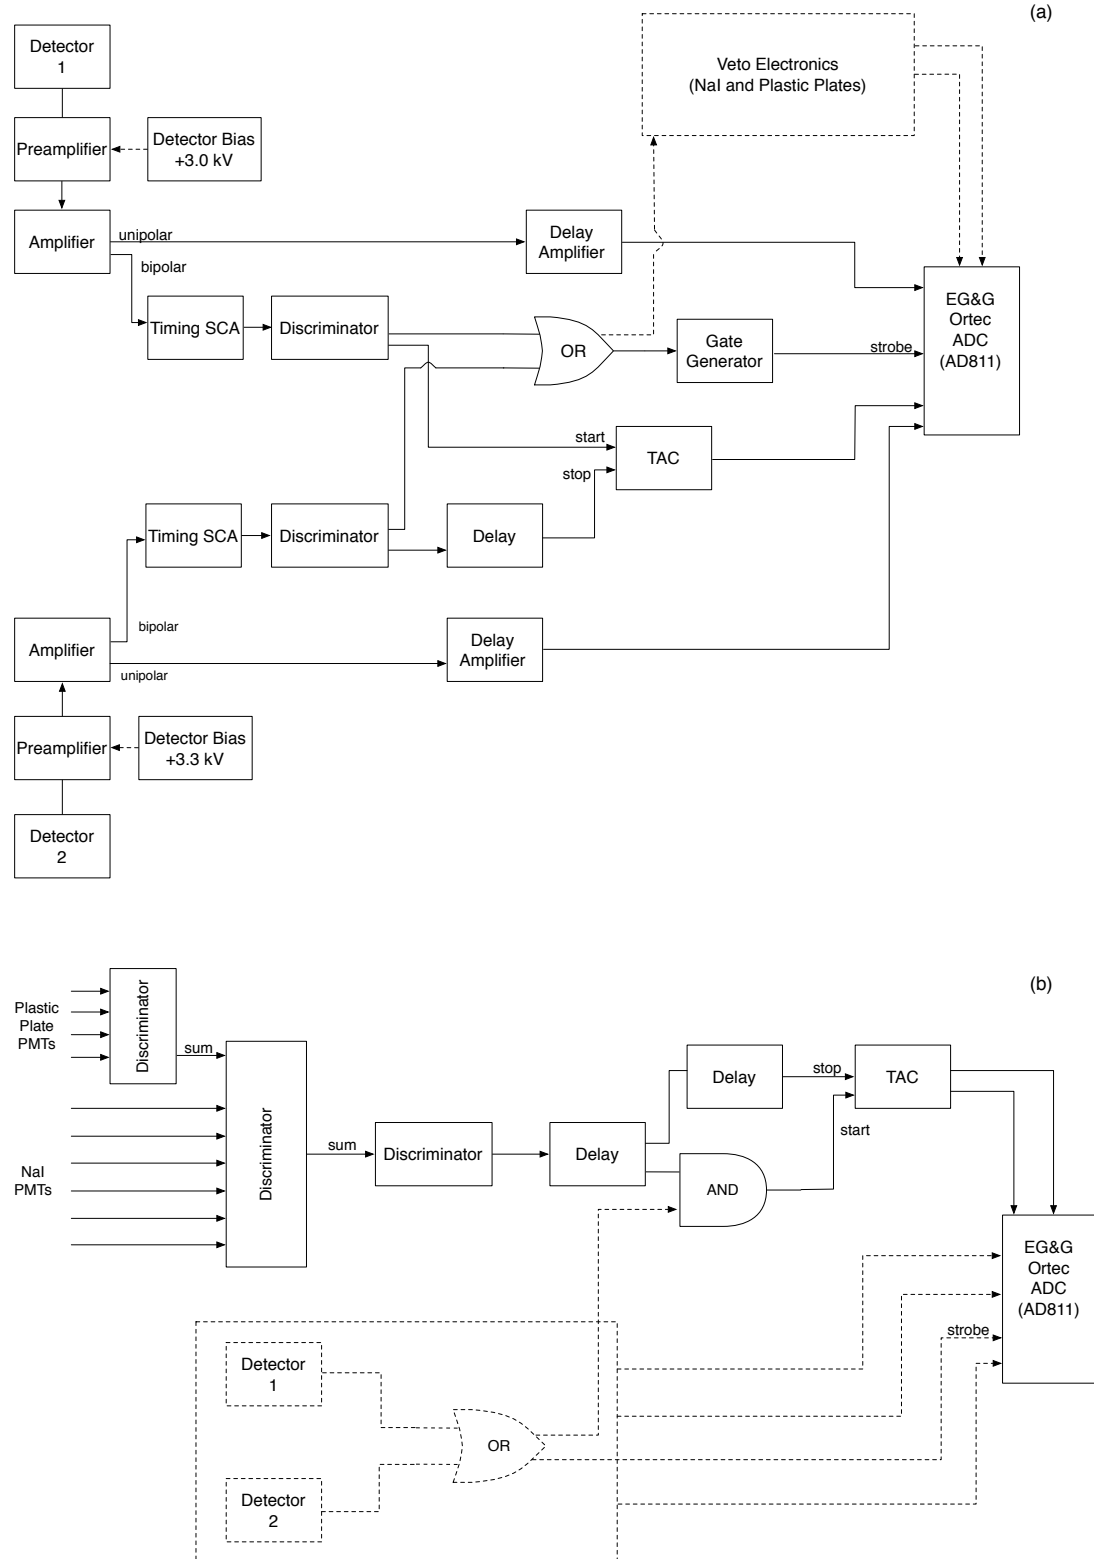 (a)
Detector
1
Veto Electronics
(NaI and Plastic Plates)
Preamplifier
Detector Bias
+3.0 kV
Amplifier
unipolar
bipolar
Delay
Amplifier
Timing SCA
Discriminator
OR
Gate
Generator
strobe
EG&G
Ortec
ADC
(AD811)
start
stop
TAC
Timing SCA
Discriminator
Delay
Amplifier
bipolar
unipolar
Delay
Amplifier
Preamplifier
Detector Bias
+3.3 kV
Detector
2
(b)
Plastic
Plate
PMTs
Discriminator
sum
NaI
PMTs
Discriminator
sum
Discriminator
Delay
Delay
stop
start
TAC
AND
EG&G
Ortec
ADC
(AD811)
strobe
Detector
1
OR
Detector
2